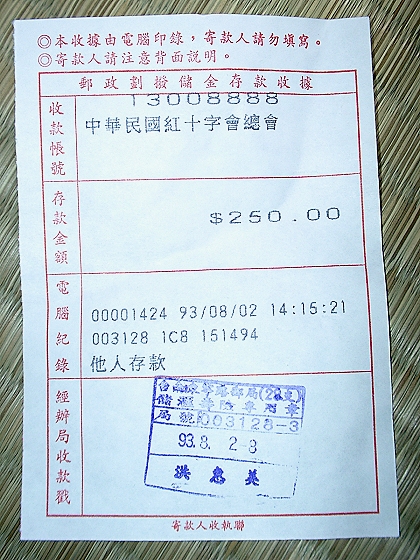 ◎本收據由電腦印錄，寄款人請勿填寫。
◎寄款人請注意背面說明。
郵政劃撥儲金存款收據
收款帳號
13008888
中華民國紅十字會總會
存款金額
$250.00
電腦紀錄
00001424 93/08/02 14:15:21
003128 1C8 151494
他人存款
經辦局收款戳
局號 003128-3
93.8. 2-8
洪惠美
寄款人收執聯